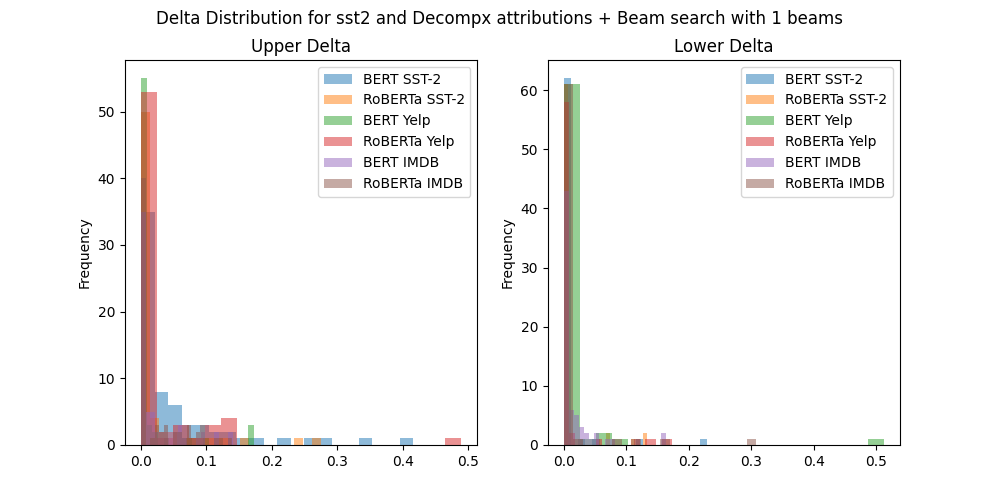 Delta Distribution for sst2 and Decompx attributions + Beam search with 1 beams
Upper Delta
Frequency
50
40
30
20
10
0
BERT SST-2
RoBERTa SST-2
BERT Yelp
RoBERTa Yelp
BERT IMDB
RoBERTa IMDB
0.0 0.1 0.2 0.3 0.4 0.5
Lower Delta
Frequency
60
50
40
30
20
10
0
BERT SST-2
RoBERTa SST-2
BERT Yelp
RoBERTa Yelp
BERT IMDB
RoBERTa IMDB
0.0 0.1 0.2 0.3 0.4 0.5